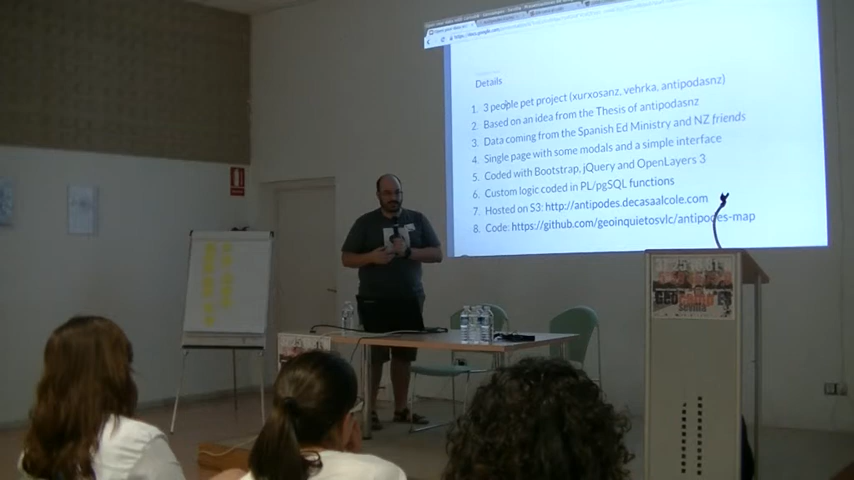 Details
1. 3 people pet project (xurxosanz, vehrka, antipodasnz)
2. Based on an idea from the Thesis of antipodasnz
3. Data coming from the Spanish Ed Ministry and NZ friends
4. Single page with some modals and a simple interface
5. Coded with Bootstrap, jQuery and OpenLayers 3
6. Custom logic coded in PL/pgSQL functions
7. Hosted on S3: http://antipodes.decasaalcole.com
8. Code: https://github.com/geoinquietosvlc/antipodes-map